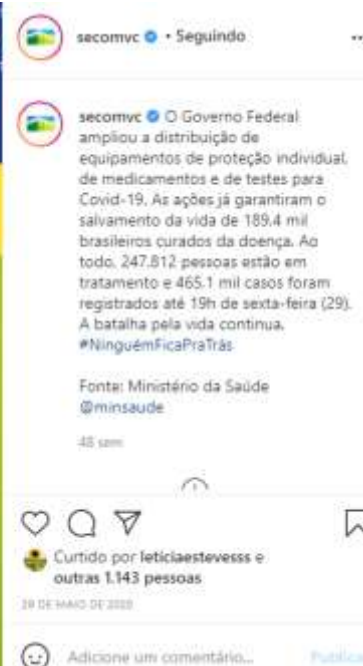 secomvc • Seguindo
secomvc O Governo Federal
ampliou a distribuição de
equipamentos de proteção individual,
de medicamentos e de testes para
Covid-19. As ações já garantiram o
salvamento da vida de 189,4 mil
brasileiros curados da doença. Ao
todo, 247.812 pessoas estão em
tratamento e 465,1 mil casos foram
registrados até 19h de sexta-feira (29).
A batalha pela vida continua.
#NinguémFicaPraTrás
Fonte: Ministério da Saúde
@minsaude
48 sem
Curtido por leticiaestevesss e
outras 1.143 pessoas
DE MAIO DE 2020
Adicione um comentário...
Publicar